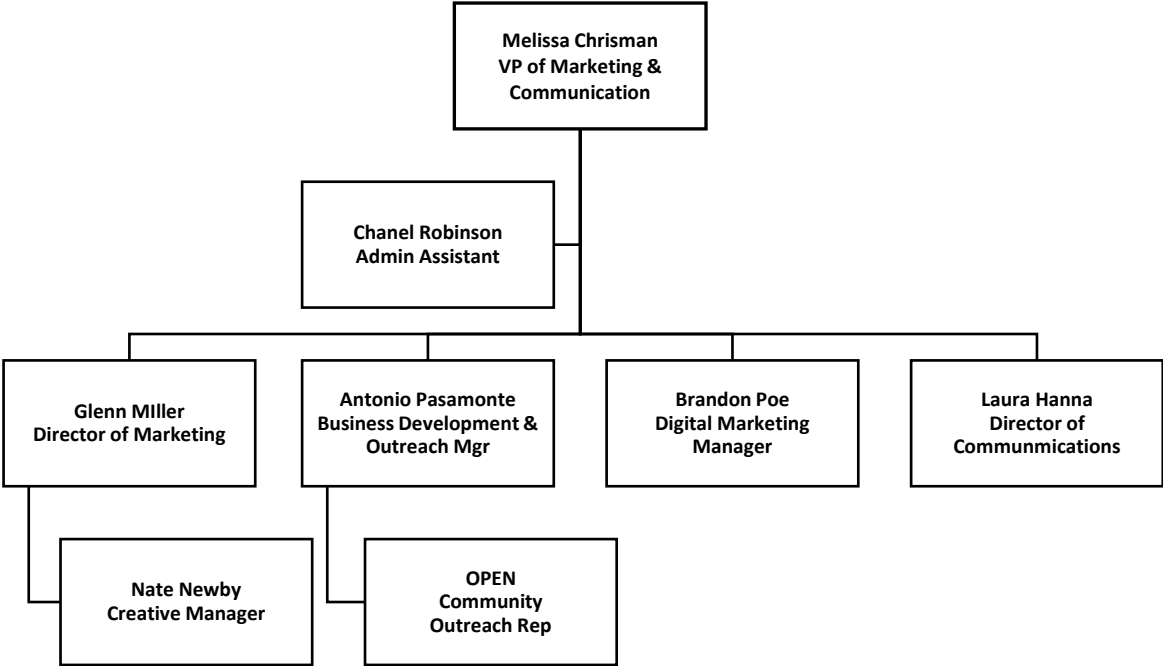 Melissa Chrisman
VP of Marketing &
Communication
Chanel Robinson
Admin Assistant
Glenn MIller
Director of Marketing
Antonio Pasamonte
Business Development &
Outreach Mgr
Brandon Poe
Digital Marketing
Manager
Laura Hanna
Director of
Communmications
Nate Newby
Creative Manager
OPEN
Community
Outreach Rep